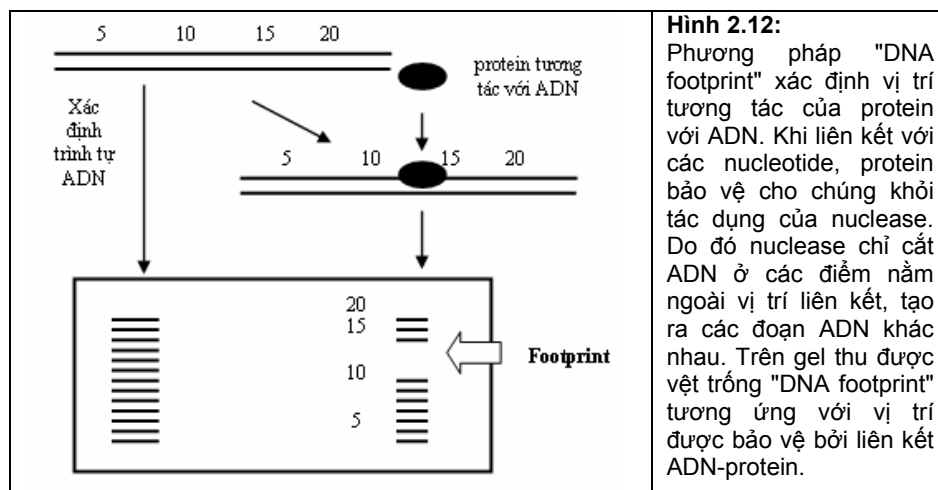 5 10 15 20
protein tương
tác với ADN
Xác
định
trình tự
ADN
5 10 15 20
20
15
10
5
Footprint
Hình 2.12:
Phương pháp "DNA
footprint" xác định vị trí
tương tác của protein
với ADN. Khi liên kết với
các nucleotide, protein
bảo vệ cho chúng khỏi
tác dụng của nuclease.
Do đó nuclease chỉ cắt
ADN ở các điểm nằm
ngoài vị trí liên kết, tạo
ra các đoạn ADN khác
nhau. Trên gel thu được
vệt trống "DNA footprint"
tương ứng với vị trí
được bảo vệ bởi liên kết
ADN-protein.